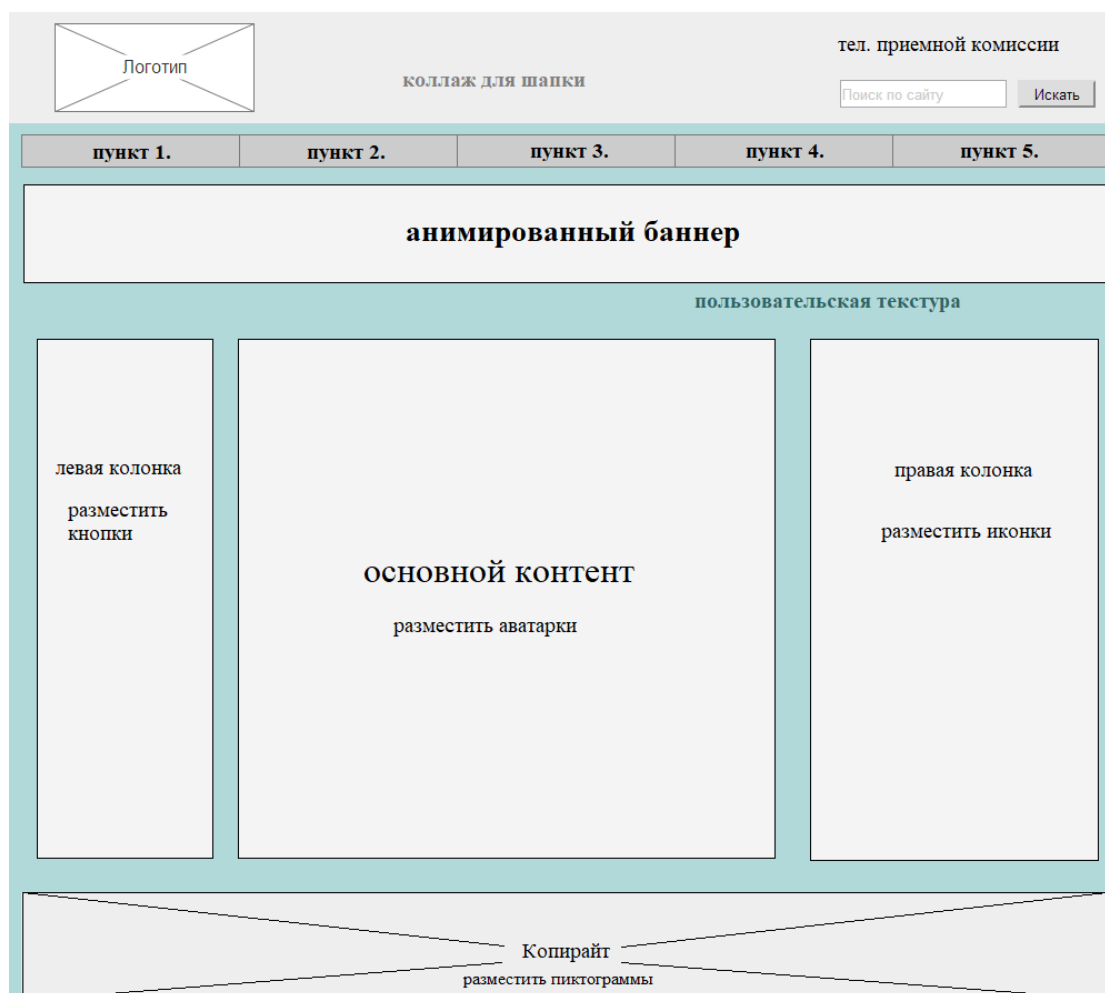 тел. приемной комиссии
Логотип
коллаж для шапки
Поиск по сайту
Искать
пункт 1.
пункт 2.
пункт 3.
пункт 4.
пункт 5.
анимированный баннер
пользовательская текстура
левая колонка
разместить
кнопки
основной контент
разместить аватарки
правая колонка
разместить иконки
Копирайт
разместить пиктограммы